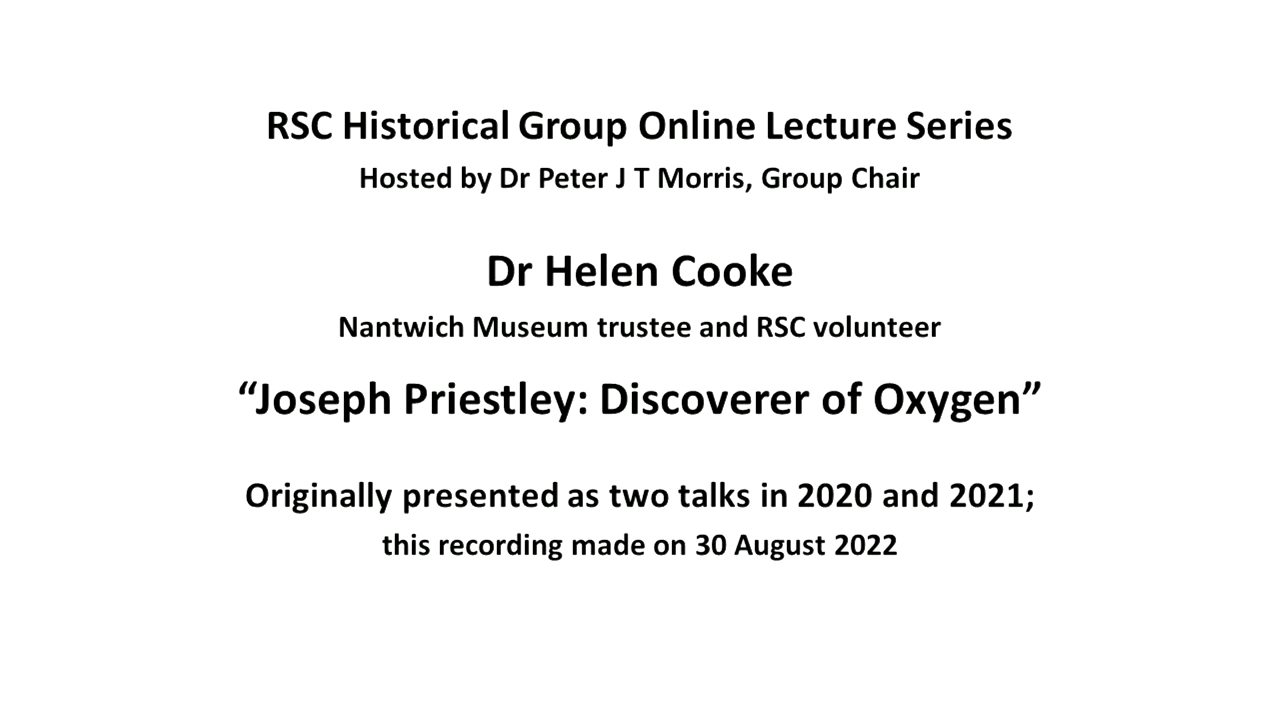 RSC Historical Group Online Lecture Series
Hosted by Dr Peter J T Morris, Group Chair
Dr Helen Cooke
Nantwich Museum trustee and RSC volunteer
“Joseph Priestley: Discoverer of Oxygen”
Originally presented as two talks in 2020 and 2021;
this recording made on 30 August 2022